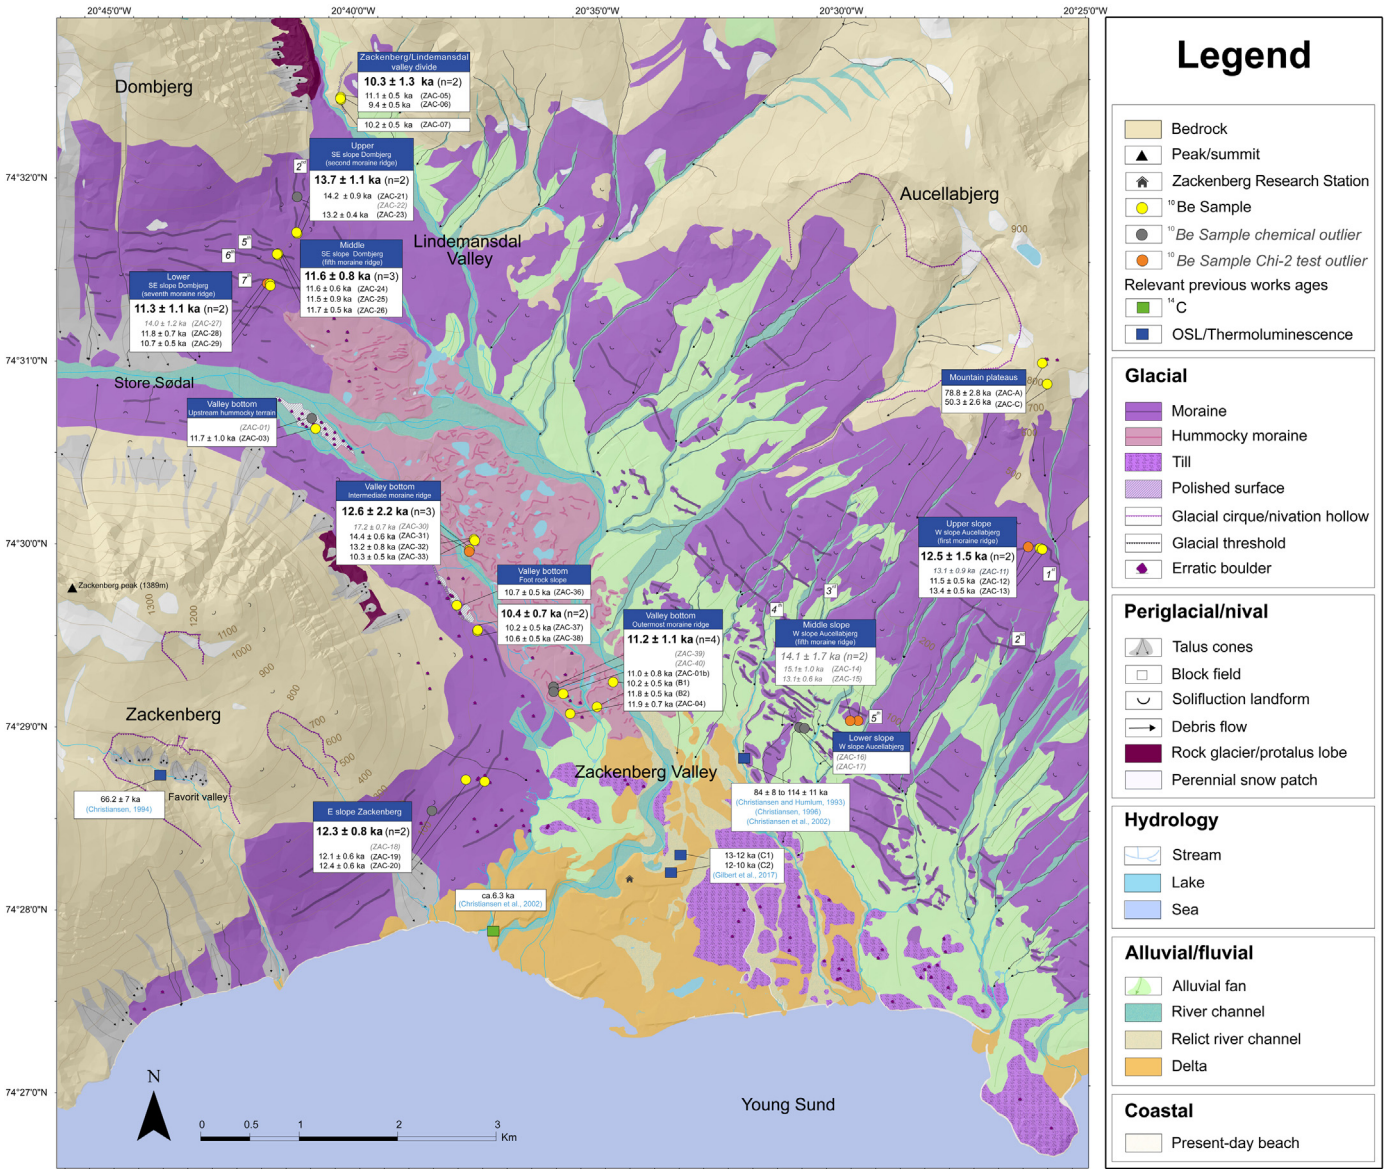 20°45'0"W
20°40'0"W
20°35'0"W
20°30'0"W
20°25'0"W
74°32'0"N
74°31'0"N
74°30'0"N
74°29'0"N
74°28'0"N
74°27'0"N
Dombjerg
Zackenberg/Lindemansdal
valley divide
10.3 ± 1.3 ka (n=2)
11.1 ± 0.5 ka (ZAC-05)
9.4 ± 0.5 ka (ZAC-06)
10.2 ± 0.5 ka (ZAC-07)
Upper
SE slope Dombjerg
(second moraine ridge)
13.7 ± 1.1 ka (n=2)
14.2 ± 0.9 ka (ZAC-21)
(ZAC-22)
13.2 ± 0.4 ka (ZAC-23)
2nd
5th
6th
7th
Aucellabjerg
900
Lindemansdal
Valley
Middle
SE slope Dombjerg
(fifth moraine ridge)
11.6 ± 0.8 ka (n=3)
11.6 ± 0.6 ka (ZAC-24)
11.5 ± 0.9 ka (ZAC-25)
11.7 ± 0.5 ka (ZAC-26)
Lower
SE slope Dombjerg
(seventh moraine ridge)
11.3 ± 1.1 ka (n=2)
14.0 ± 1.2 ka (ZAC-27)
11.8 ± 0.7 ka (ZAC-28)
10.7 ± 0.5 ka (ZAC-29)
Store Sødal
Mountain plateaus
78.8 ± 2.8 ka (ZAC-A)
50.3 ± 2.6 ka (ZAC-C)
700
Valley bottom
Upstream hummocky terrain
(ZAC-01)
11.7 ± 1.0 ka (ZAC-03)
Valley bottom
Intermediate moraine ridge
12.6 ± 2.2 ka (n=3)
17.2 ± 0.7 ka (ZAC-30)
14.4 ± 0.6 ka (ZAC-31)
13.2 ± 0.8 ka (ZAC-32)
10.3 ± 0.5 ka (ZAC-33)
Upper slope
W slope Aucellabjerg
(first moraine ridge)
12.5 ± 1.5 ka (n=2)
13.1 ± 0.9 ka (ZAC-11)
11.5 ± 0.5 ka (ZAC-12)
13.4 ± 0.5 ka (ZAC-13)
1st
2nd
3rd
4th
5th
Valley bottom
Foot rock slope
10.7 ± 0.5 ka (ZAC-36)
10.4 ± 0.7 ka (n=2)
10.2 ± 0.5 ka (ZAC-37)
10.6 ± 0.5 ka (ZAC-38)
Zackenberg peak (1389m)
1300
1200
1100
1000
900
800
700
600
500
400
Valley bottom
Outermost moraine ridge
11.2 ± 1.1 ka (n=4)
(ZAC-39)
(ZAC-40)
11.0 ± 0.8 ka (ZAC-01b)
10.2 ± 0.5 ka (B1)
11.8 ± 0.5 ka (B2)
11.9 ± 0.7 ka (ZAC-04)
Middle slope
W slope Aucellabjerg
(fifth moraine ridge)
14.1 ± 1.7 ka (n=2)
15.1± 1.0 ka (ZAC-14)
13.1± 0.6 ka (ZAC-15)
Lower slope
W slope Aucellabjerg
(ZAC-16)
(ZAC-17)
Zackenberg
Zackenberg Valley
Favorit valley
66.2 ± 7 ka
(Christiansen, 1994)
84 ± 8 to 114 ± 11 ka
(Christiansen and Humlum, 1993)
(Christiansen, 1996)
(Christiansen et al., 2002)
E slope Zackenberg
12.3 ± 0.8 ka (n=2)
(ZAC-18)
12.1 ± 0.6 ka (ZAC-19)
12.4 ± 0.6 ka (ZAC-20)
13-12 ka (C1)
12-10 ka (C2)
(Gilbert et al., 2017)
ca.6.3 ka
(Christiansen et al., 2002)
Young Sund
N
0 0.5 1 2 3
Km
Legend
Bedrock
Peak/summit
Zackenberg Research Station
10Be Sample
10Be Sample chemical outlier
10Be Sample Chi-2 test outlier
Relevant previous works ages
14C
OSL/Thermoluminescence
Glacial
Moraine
Hummocky moraine
Till
Polished surface
Glacial cirque/nivation hollow
Glacial threshold
Erratic boulder
Periglacial/nival
Talus cones
Block field
Solifluction landform
Debris flow
Rock glacier/protalus lobe
Perennial snow patch
Hydrology
Stream
Lake
Sea
Alluvial/fluvial
Alluvial fan
River channel
Relict river channel
Delta
Coastal
Present-day beach